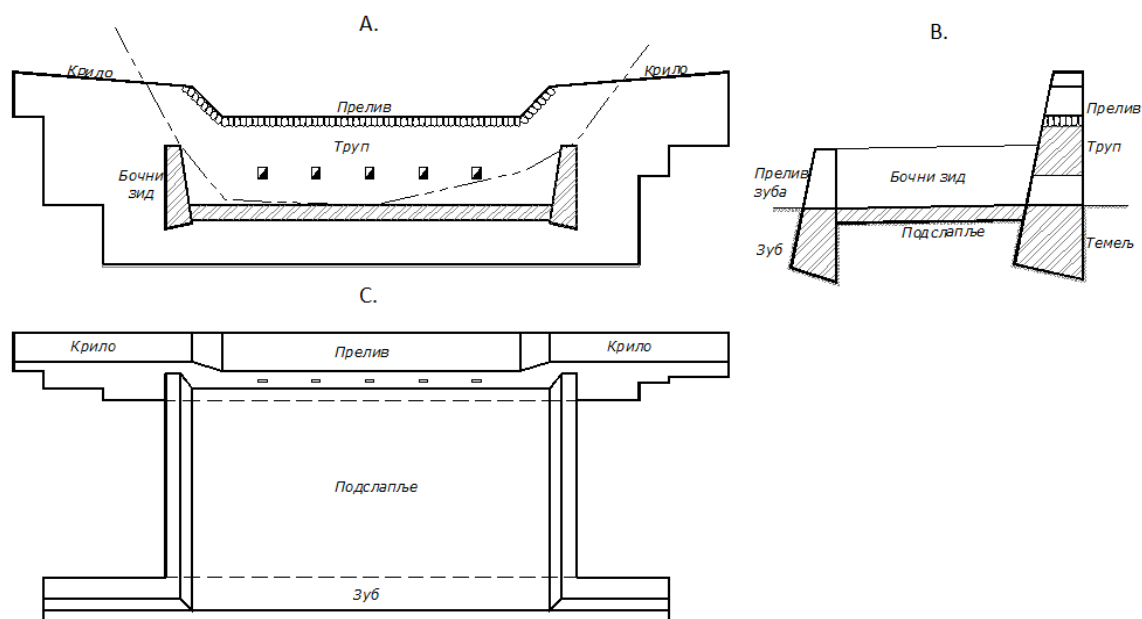 A.
Крило
Крило
Прелив
Труп
Бочни
зид
B.
Прелив
Труп
Прелив
зуба
Бочни зид
Подслапље
Зуб
Темељ
C.
Крило
Прелив
Крило
Подслапље
Зуб